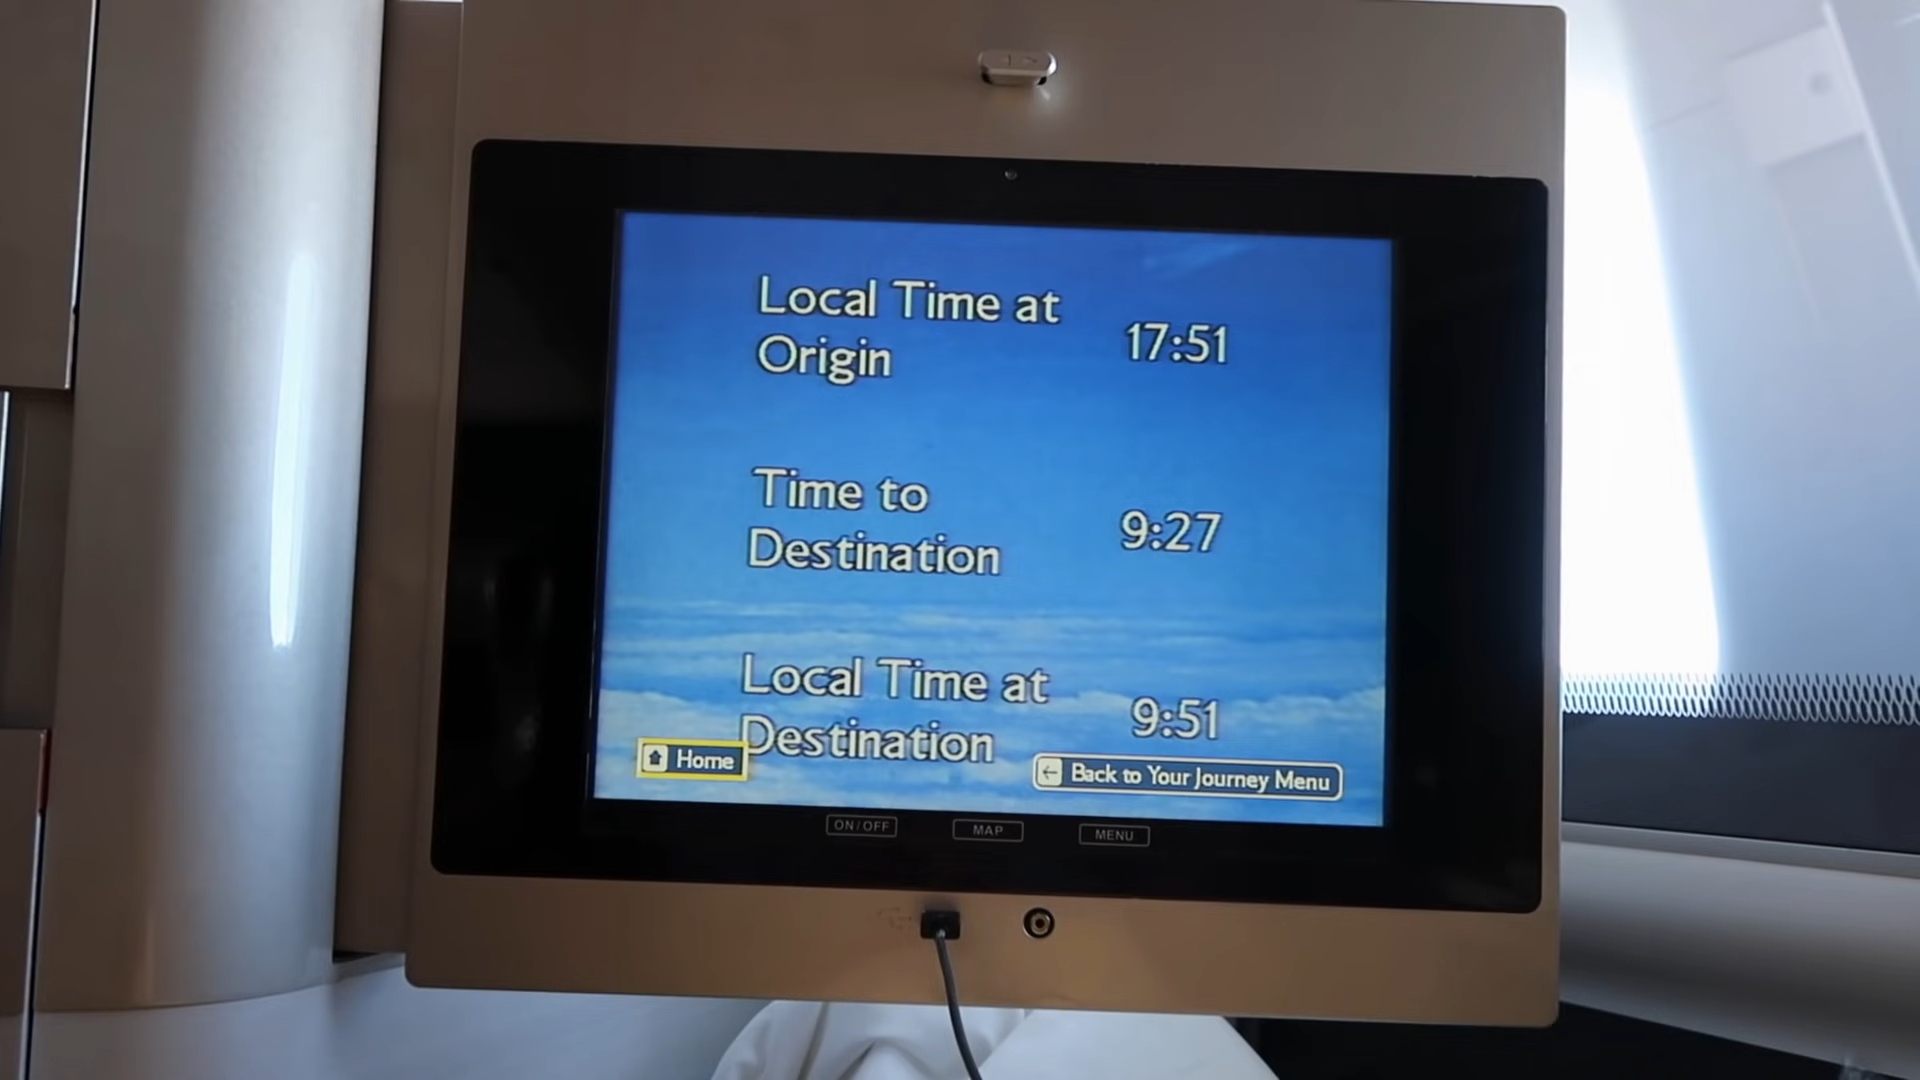 Local Time at
Origin
17:51
Time to
Destination
9:27
Local Time at
Destination
9:51
Home
Back to Your Journey Menu
ON/OFF
MAP
MENU